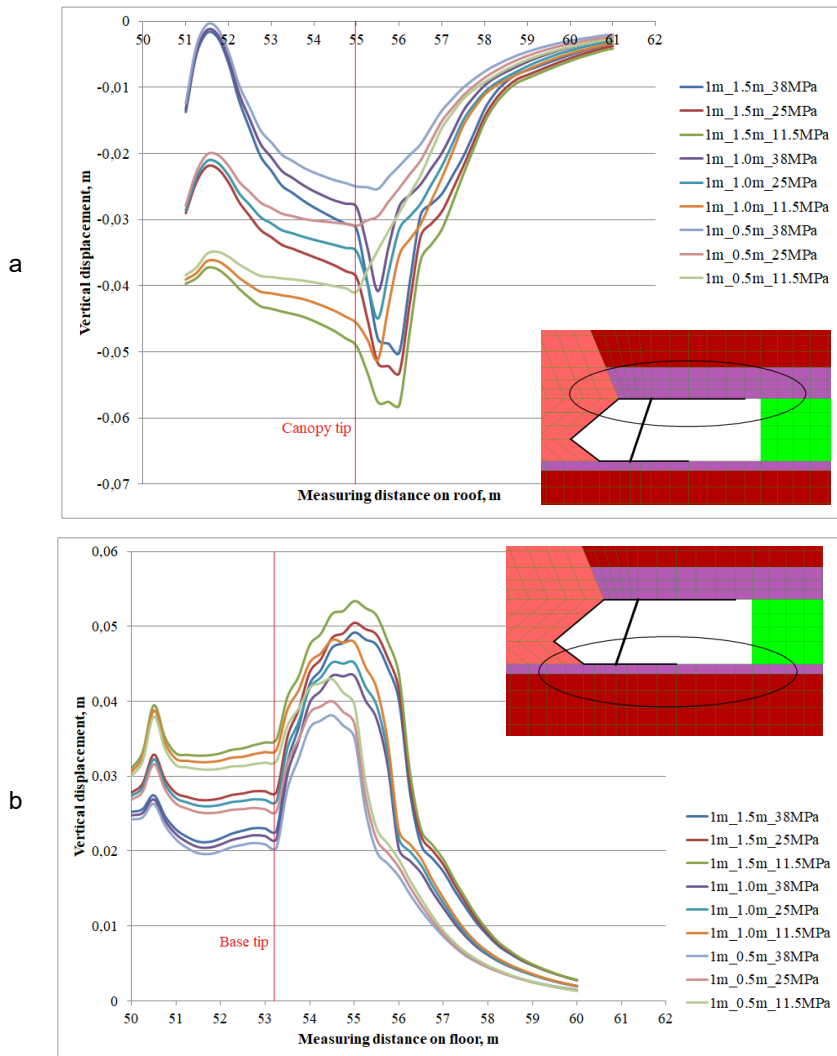 a
0
50 51 52 53 54 55 56 57 58 59 60 61 62
-0,01
-0,02
-0,03
-0,04
-0,05
-0,06
-0,07
Vertical displacement, m
Canopy tip
Measuring distance on roof, m
1m_1.5m_38MPa
1m_1.5m_25MPa
1m_1.5m_11.5MPa
1m_1.0m_38MPa
1m_1.0m_25MPa
1m_1.0m_11.5MPa
1m_0.5m_38MPa
1m_0.5m_25MPa
1m_0.5m_11.5MPa
b
0,06
0,05
0,04
0,03
0,02
0,01
0
Vertical displacement, m
Base tip
50 51 52 53 54 55 56 57 58 59 60 61 62
Measuring distance on floor, m
1m_1.5m_38MPa
1m_1.5m_25MPa
1m_1.5m_11.5MPa
1m_1.0m_38MPa
1m_1.0m_25MPa
1m_1.0m_11.5MPa
1m_0.5m_38MPa
1m_0.5m_25MPa
1m_0.5m_11.5MPa